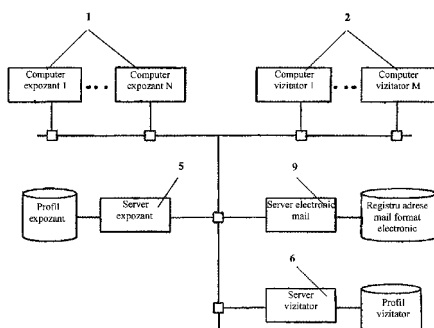 1
2
Computer
expozant 1
Computer
expozant N
Computer
vizitator 1
Computer
vizitator M
5
9
Profil
expozant
Server
expozant
Server electronic
mail
Registru adrese
mail format
electronic
6
Server
vizitator
Profil
vizitator